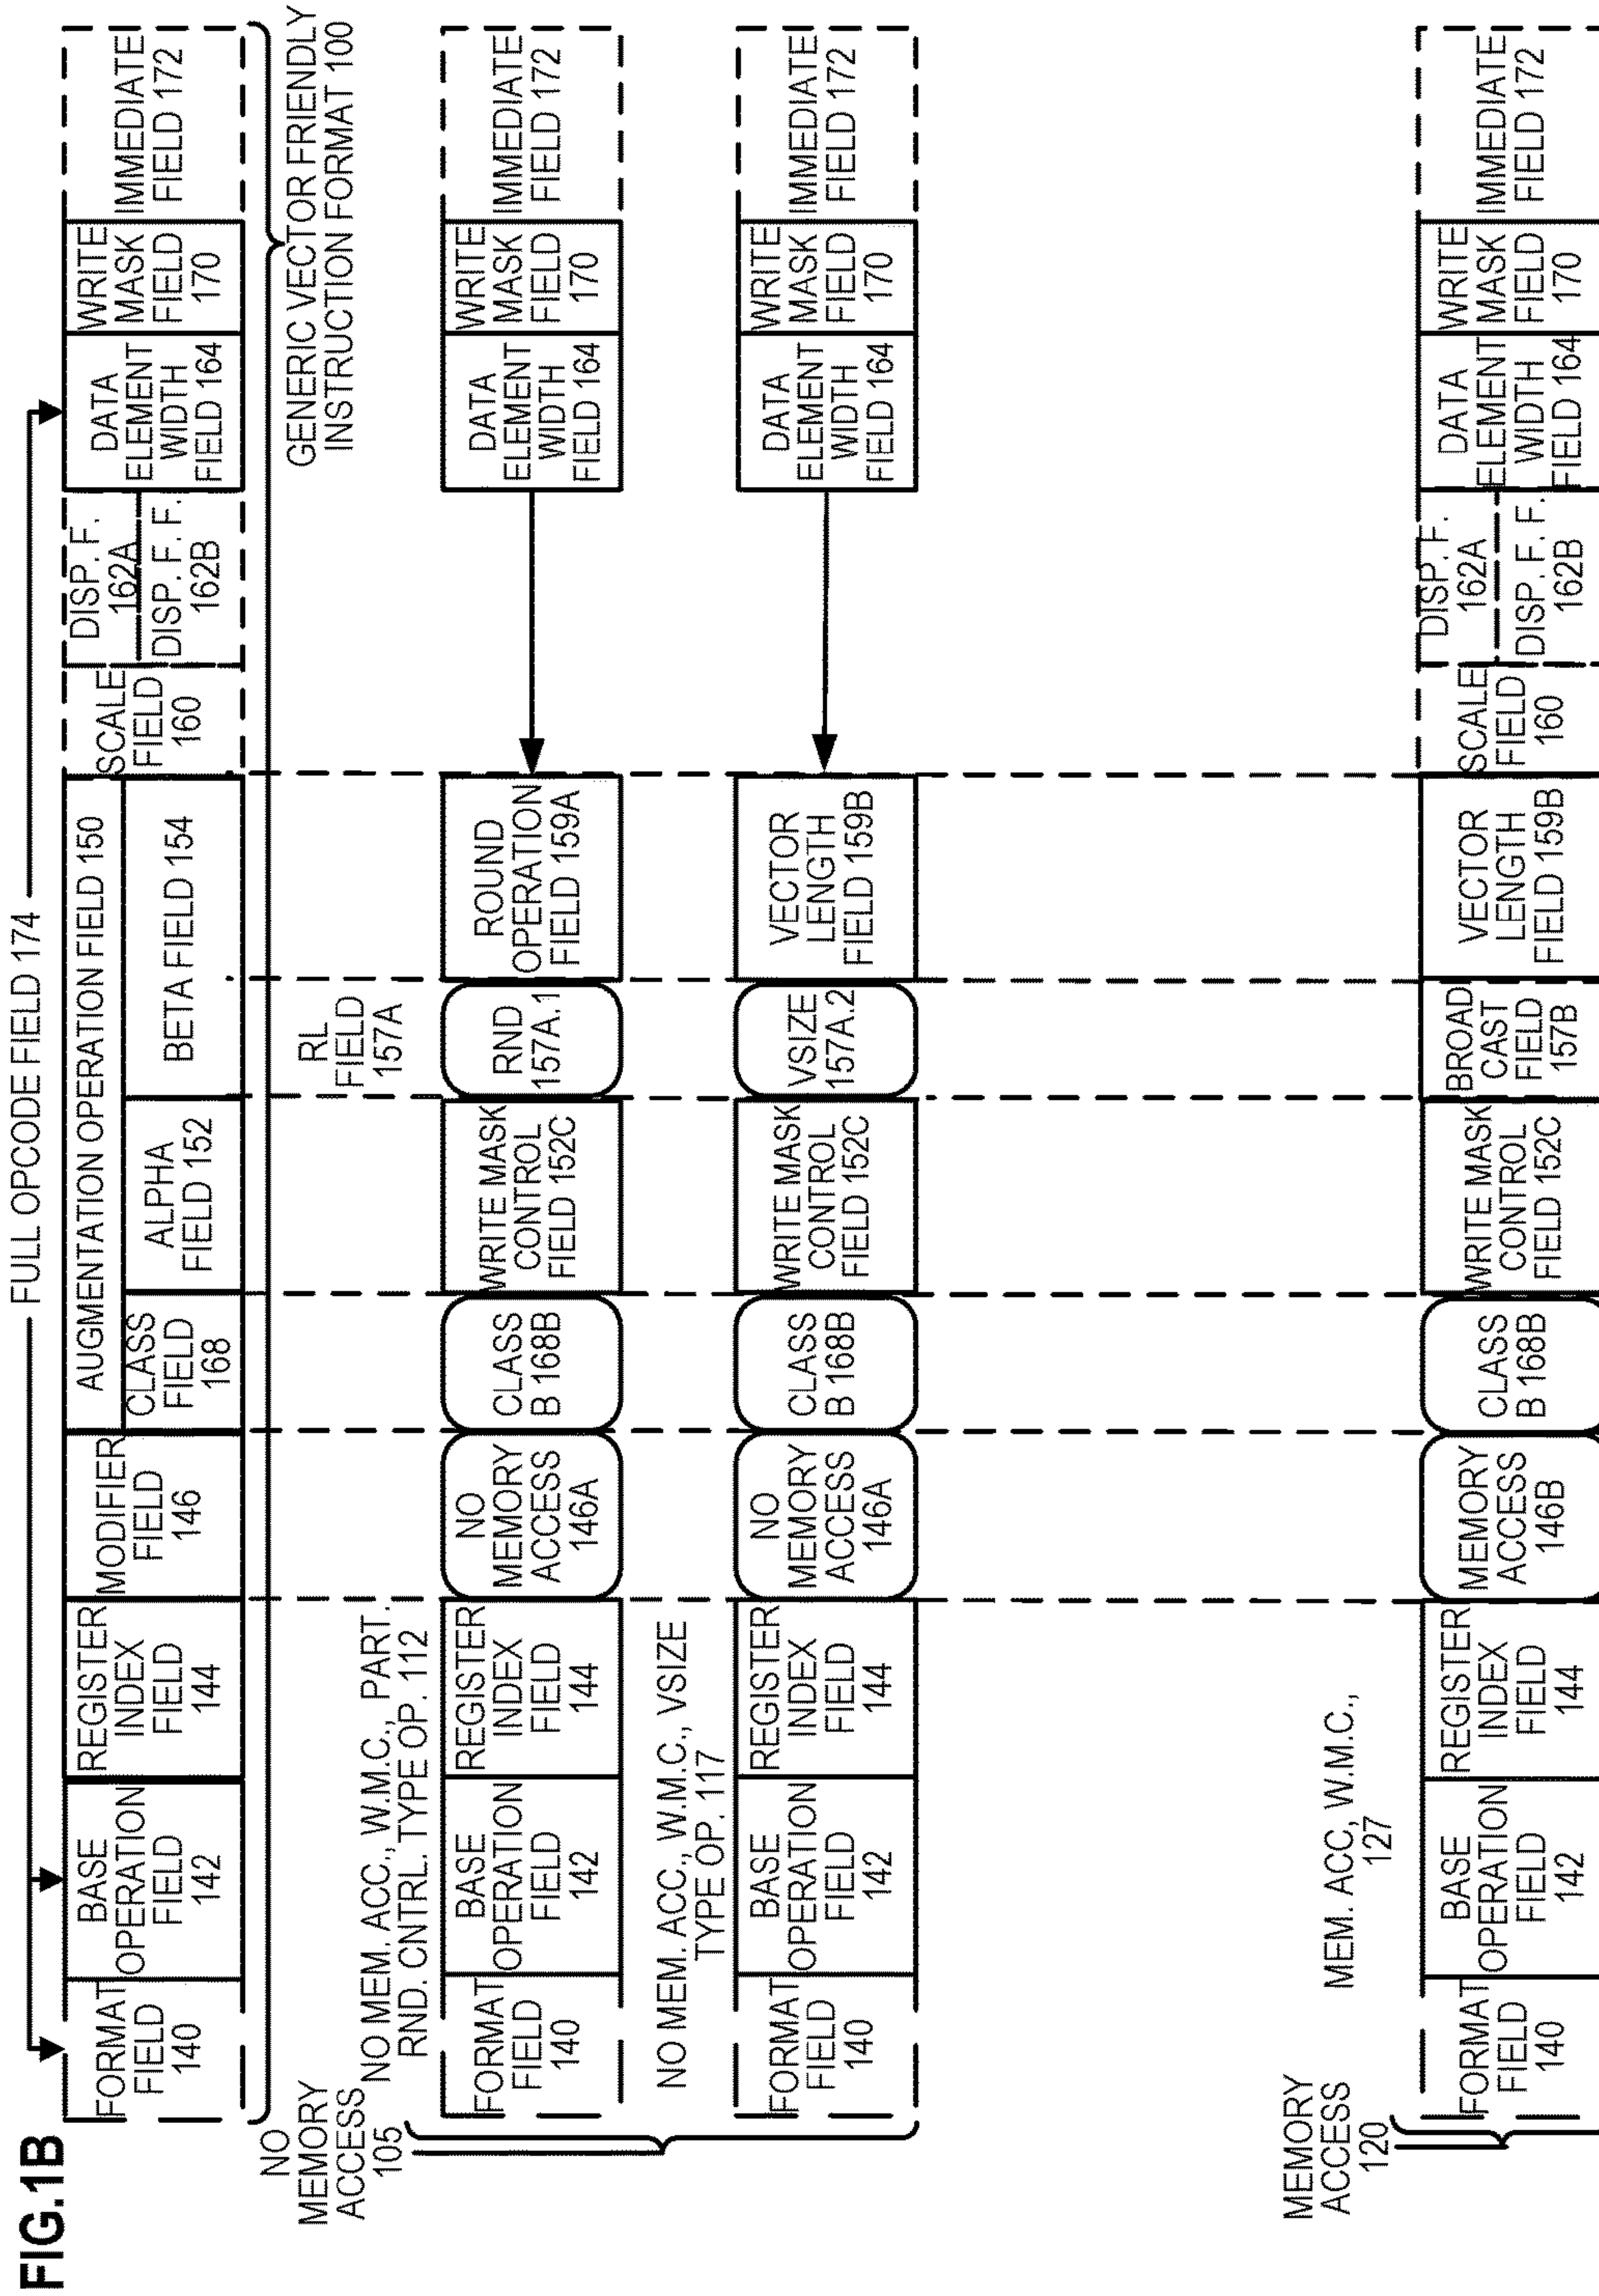 FIG.1B
FULL OPCODE FIELD 174
FORMAT
FIELD
140
BASE
OPERATION
FIELD
142
REGISTER
INDEX
FIELD
144
MODIFIER
FIELD
146
AUGMENTATION OPERATION FIELD 150
CLASS
FIELD
168
ALPHA
FIELD 152
BETA FIELD 154
SCALE
FIELD
160
DISP. F.
162A
DISP. F. F.
162B
DATA
ELEMENT
WIDTH
FIELD 164
WRITE
MASK
FIELD
170
IMMEDIATE
FIELD 172
GENERIC VECTOR FRIENDLY
INSTRUCTION FORMAT 100
NO
MEMORY
ACCESS
105
NO MEM. ACC., W.M.C., PART.
RND. CNTRL. TYPE OP. 112
RL
FIELD
157A
FORMAT
FIELD
140
BASE
OPERATION
FIELD
142
REGISTER
INDEX
FIELD
144
NO
MEMORY
ACCESS
146A
CLASS
B 168B
WRITE MASK
CONTROL
FIELD 152C
RND
157A.1
ROUND
OPERATION
FIELD 159A
DATA
ELEMENT
WIDTH
FIELD 164
WRITE
MASK
FIELD
170
IMMEDIATE
FIELD 172
NO MEM. ACC., W.M.C., VSIZE
TYPE OP. 117
FORMAT
FIELD
140
BASE
OPERATION
FIELD
142
REGISTER
INDEX
FIELD
144
NO
MEMORY
ACCESS
146A
CLASS
B 168B
WRITE MASK
CONTROL
FIELD 152C
VSIZE
157A.2
VECTOR
LENGTH
FIELD 159B
DATA
ELEMENT
WIDTH
FIELD 164
WRITE
MASK
FIELD
170
IMMEDIATE
FIELD 172
MEMORY
ACCESS
120
MEM. ACC, W.M.C.,
127
FORMAT
FIELD
140
BASE
OPERATION
FIELD
142
REGISTER
INDEX
FIELD
144
MEMORY
ACCESS
146B
CLASS
B 168B
WRITE MASK
CONTROL
FIELD 152C
BROAD
CAST
FIELD
157B
VECTOR
LENGTH
FIELD 159B
SCALE
FIELD
160
DISP. F.
162A
DISP. F. F.
162B
DATA
ELEMENT
WIDTH
FIELD 164
WRITE
MASK
FIELD
170
IMMEDIATE
FIELD 172